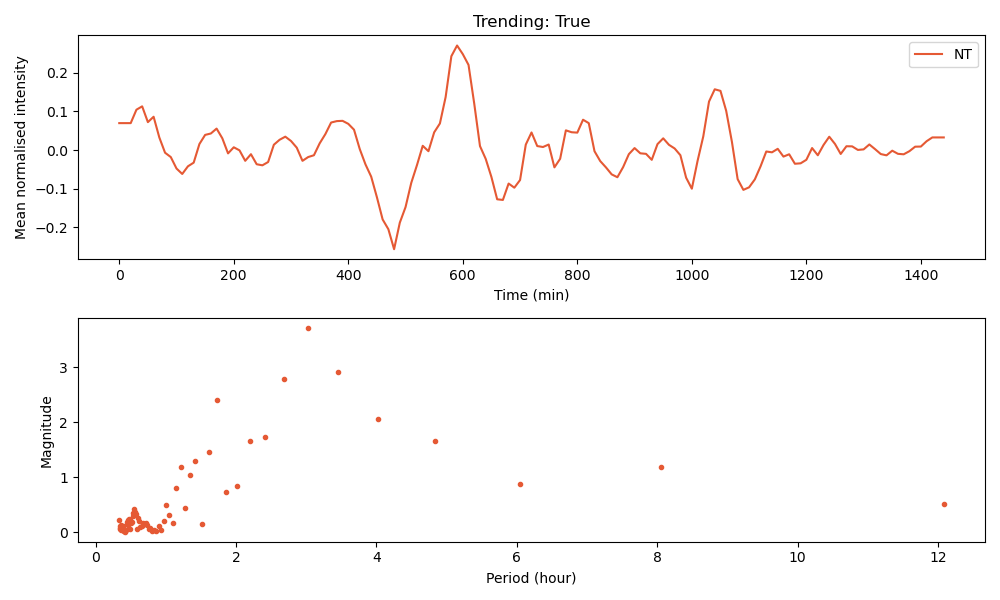 Trending: True
Mean normalised intensity
0.2
0.1
0.0
−0.1
−0.2
NT
0 200 400 600 800 1000 1200 1400
Time (min)
Magnitude
3
2
1
0
0 2 4 6 8 10 12
Period (hour)